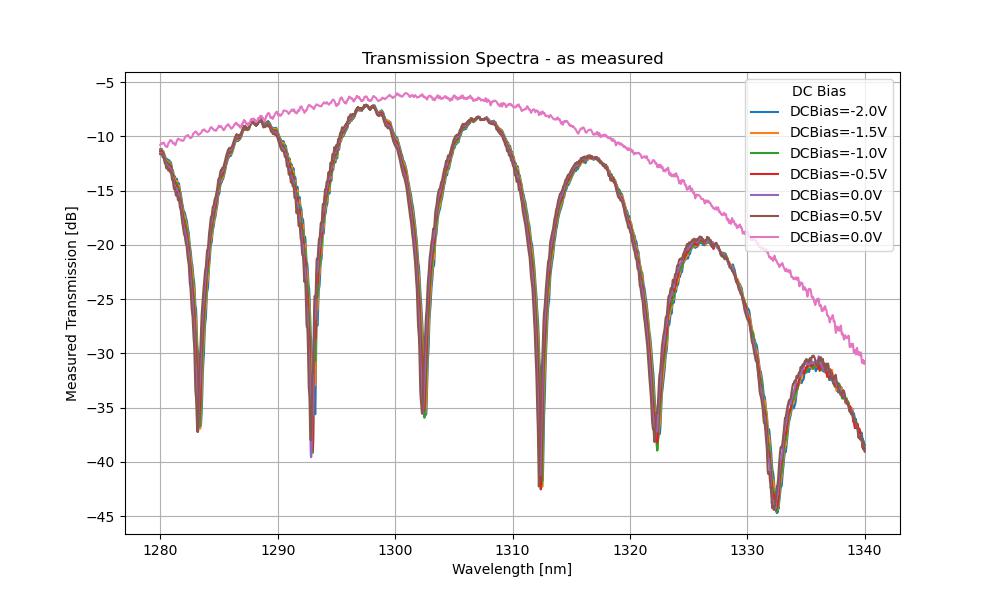 Transmission Spectra - as measured
DC Bias
DCBias=-2.0V
DCBias=-1.5V
DCBias=-1.0V
DCBias=-0.5V
DCBias=0.0V
DCBias=0.5V
DCBias=0.0V
Measured Transmission [dB]
−5
−10
−15
−20
−25
−30
−35
−40
−45
1280 1290 1300 1310 1320 1330 1340
Wavelength [nm]